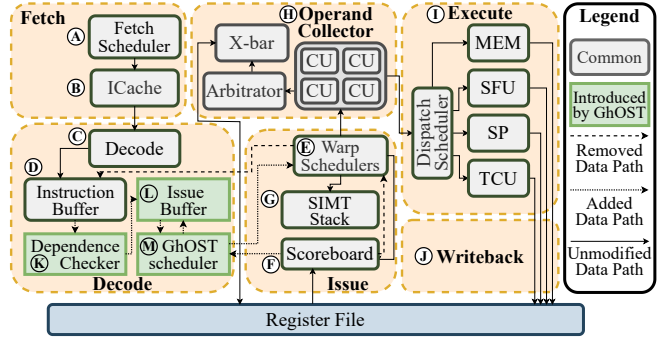 Fetch
A
Fetch
Scheduler
B
ICache
C
Decode
D
Instruction
Buffer
L
Issue
Buffer
Dependence
K
Checker
M
GhOST
scheduler
Decode
H
Operand
Collector
X-bar
Arbitrator
CU
CU
CU
CU
E
Warp
Schedulers
G
SIMT
Stack
F
Scoreboard
Issue
I
Execute
Dispatch
Scheduler
MEM
SFU
SP
TCU
J
Writeback
Register File
Legend
Common
Introduced
by GhOST
Removed
Data Path
Added
Data Path
Unmodified
Data Path